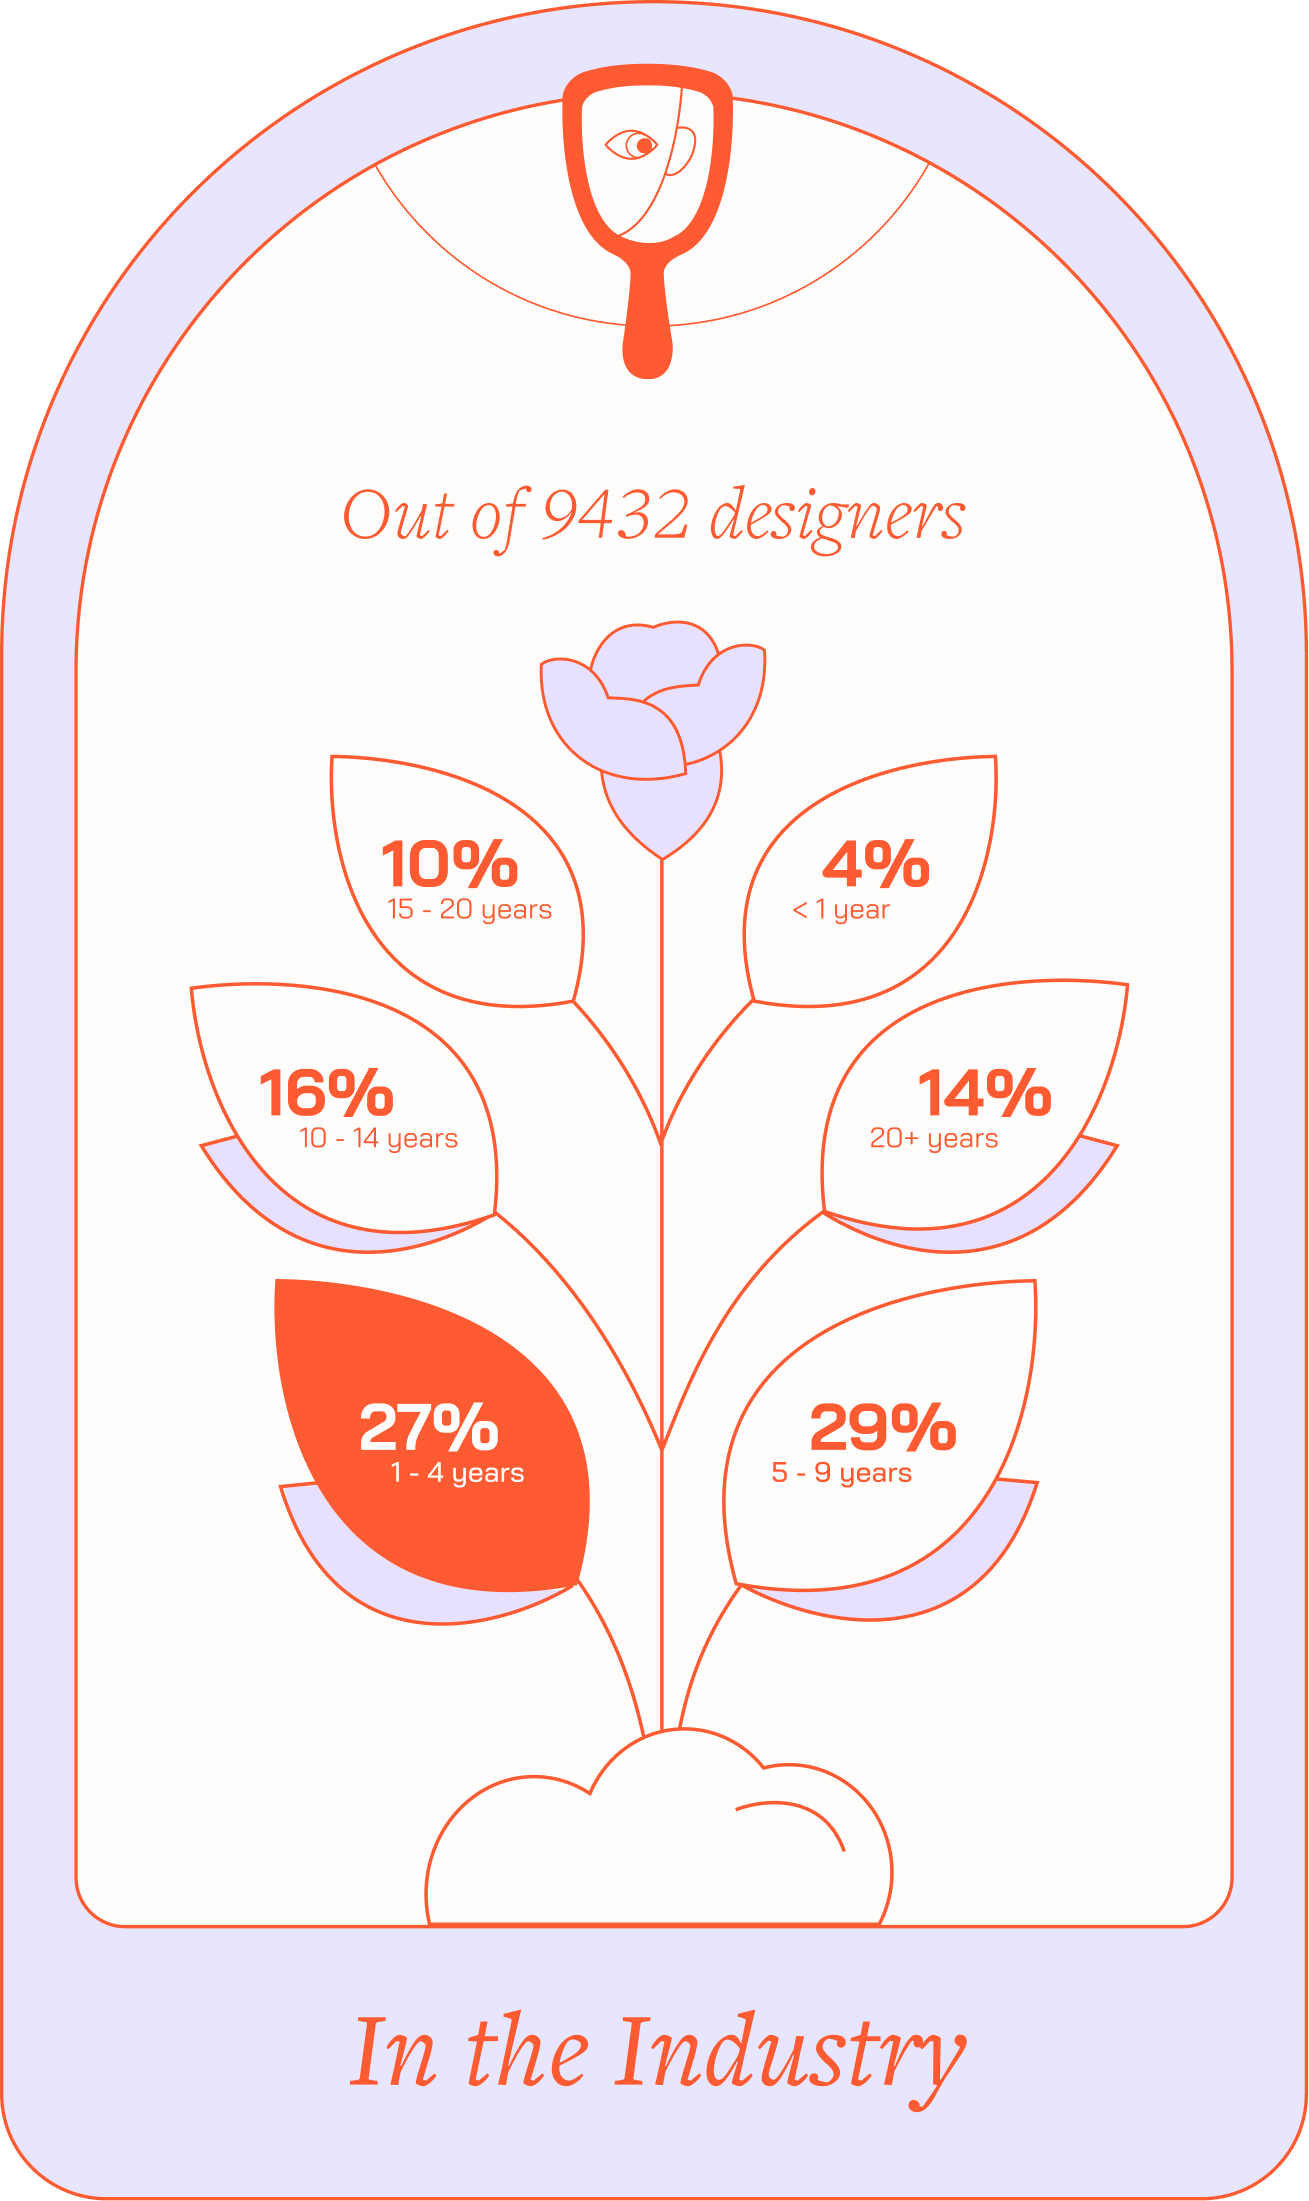 Out of 9432 designers
10%
15 - 20 years
4%
< 1 year
16%
10 - 14 years
14%
20+ years
27%
1 - 4 years
29%
5 - 9 years
In the Industry